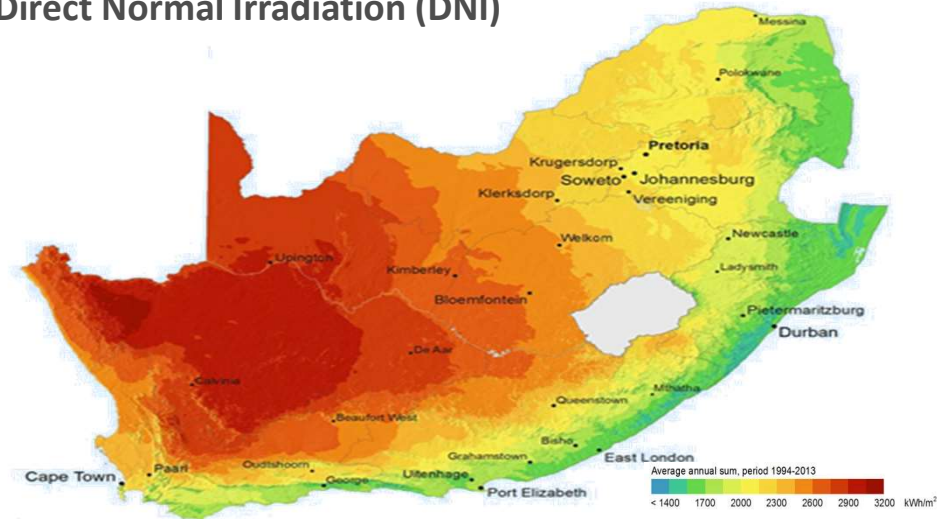 Direct Normal Irradiation (DNI)
Messina
Polokwane
Pretoria
Krugersdorp
Soweto
Johannesburg
Klerksdorp
Vereeniging
Welkom
Newcastle
Upington
Kimberley
Ladysmith
Bloemfontein
Pietermaritzburg
Durban
De Aar
Calvinia
Mthatha
Queenstown
Beaufort West
Bisho
Grahamstown
East London
Oudtshoorn
Paarl
Uitenhage
Cape Town
George
Port Elizabeth
Average annual sum, period 1994-2013
< 1400 1700 2000 2300 2600 2900 3200 kWh/m²